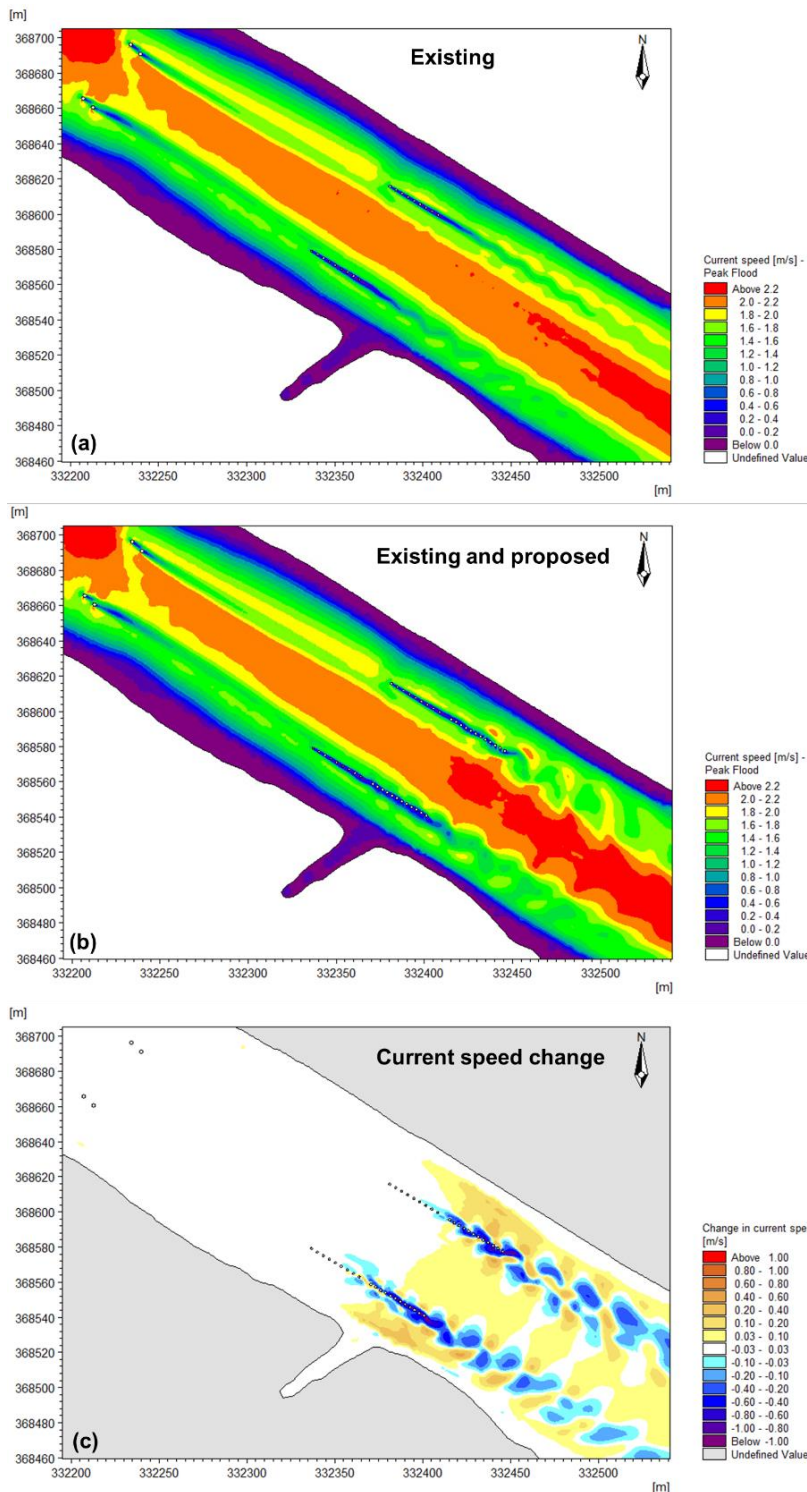 [m]
368700
368680
368660
368640
368620
368600
368580
368560
368540
368520
368500
368480
368460
Existing
N
(a)
332200 332250 332300 332350 332400 332450 332500
[m]
Current speed [m/s] -
Peak Flood
Above 2.2
2.0 - 2.2
1.8 - 2.0
1.6 - 1.8
1.4 - 1.6
1.2 - 1.4
1.0 - 1.2
0.8 - 1.0
0.6 - 0.8
0.4 - 0.6
0.2 - 0.4
0.0 - 0.2
Below 0.0
Undefined Value
[m]
368700
368680
368660
368640
368620
368600
368580
368560
368540
368520
368500
368480
368460
Existing and proposed
N
(b)
332200 332250 332300 332350 332400 332450 332500
[m]
Current speed [m/s] -
Peak Flood
Above 2.2
2.0 - 2.2
1.8 - 2.0
1.6 - 1.8
1.4 - 1.6
1.2 - 1.4
1.0 - 1.2
0.8 - 1.0
0.6 - 0.8
0.4 - 0.6
0.2 - 0.4
0.0 - 0.2
Below 0.0
Undefined Value
[m]
368700
368680
368660
368640
368620
368600
368580
368560
368540
368520
368500
368480
368460
Current speed change
N
(c)
332200 332250 332300 332350 332400 332450 332500
[m]
Change in current spee
[m/s]
Above 1.00
0.80 - 1.00
0.60 - 0.80
0.40 - 0.60
0.20 - 0.40
0.10 - 0.20
0.03 - 0.10
-0.03 - 0.03
-0.10 - -0.03
-0.20 - -0.10
-0.40 - -0.20
-0.60 - -0.40
-0.80 - -0.60
-1.00 - -0.80
Below -1.00
Undefined Value